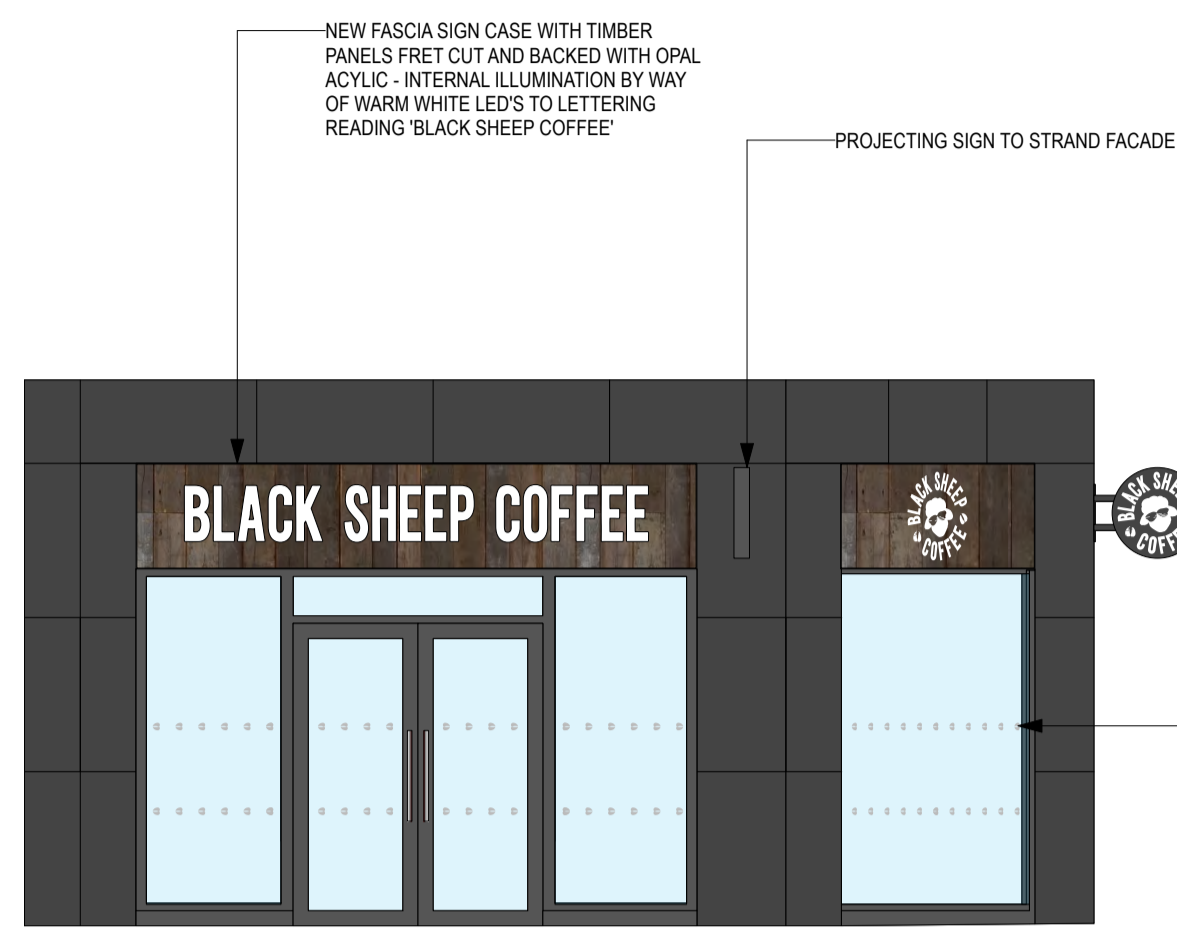 NEW FASCIA SIGN CASE WITH TIMBER
PANELS FRET CUT AND BACKED WITH OPAL
ACYLIC - INTERNAL ILLUMINATION BY WAY
OF WARM WHITE LED'S TO LETTERING
READING 'BLACK SHEEP COFFEE'
PROJECTING SIGN TO STRAND FACADE
BLACK SHEEP COFFEE
BLACK SHEEP
COFFEE
BLACK